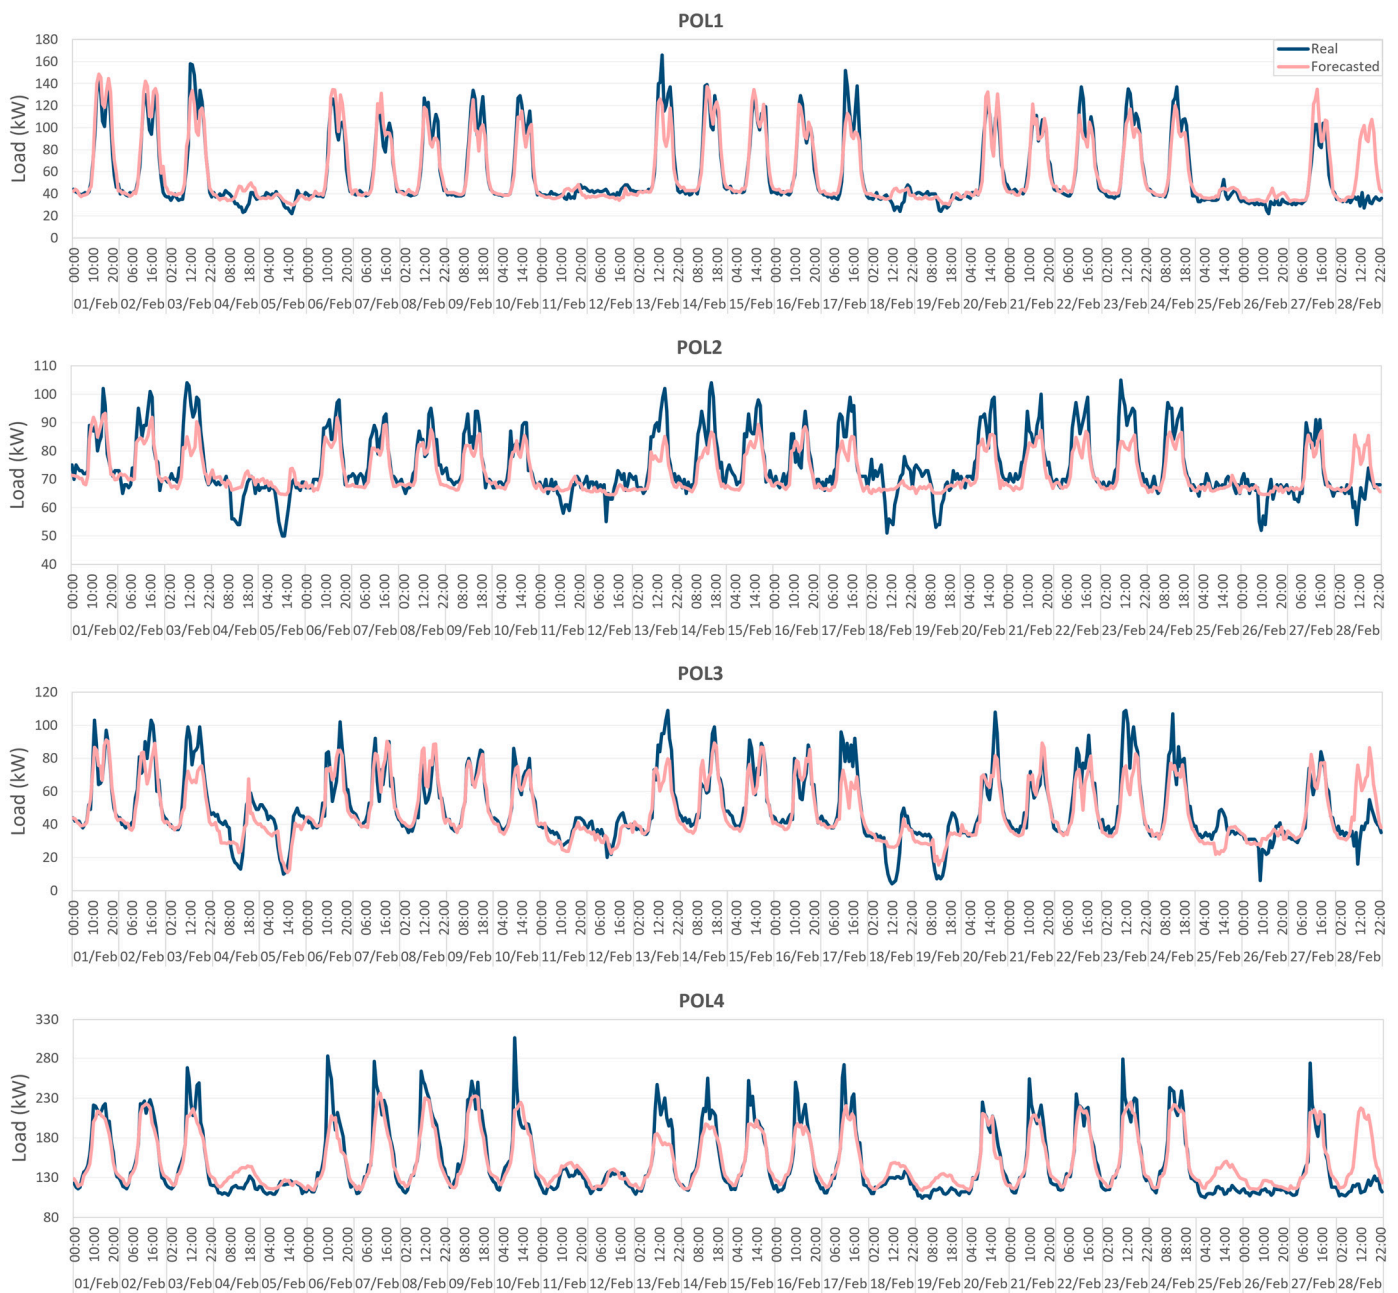 POL1
Load (kW)
180
160
140
120
100
80
60
40
20
0
Real
Forecasted
00:00 10:00 20:00 06:00 16:00 02:00 12:00 22:00 08:00 18:00 04:00 14:00 00:00 10:00 20:00 06:00 16:00 02:00 12:00 22:00 08:00 18:00 04:00 14:00 00:00 10:00 20:00 06:00 16:00 02:00 12:00 22:00 08:00 18:00 04:00 14:00 00:00 10:00 20:00 06:00 16:00 02:00 12:00 22:00 08:00 18:00 04:00 14:00 00:00 10:00 20:00 06:00 16:00 02:00 12:00 22:00 08:00 18:00 04:00 14:00 00:00 10:00 20:00 06:00 16:00 02:00 12:00 22:00
01/Feb 02/Feb 03/Feb 04/Feb 05/Feb 06/Feb 07/Feb 08/Feb 09/Feb 10/Feb 11/Feb 12/Feb 13/Feb 14/Feb 15/Feb 16/Feb 17/Feb 18/Feb 19/Feb 20/Feb 21/Feb 22/Feb 23/Feb 24/Feb 25/Feb 26/Feb 27/Feb 28/Feb
POL2
Load (kW)
110
100
90
80
70
60
50
40
00:00 10:00 20:00 06:00 16:00 02:00 12:00 22:00 08:00 18:00 04:00 14:00 00:00 10:00 20:00 06:00 16:00 02:00 12:00 22:00 08:00 18:00 04:00 14:00 00:00 10:00 20:00 06:00 16:00 02:00 12:00 22:00 08:00 18:00 04:00 14:00 00:00 10:00 20:00 06:00 16:00 02:00 12:00 22:00 08:00 18:00 04:00 14:00 00:00 10:00 20:00 06:00 16:00 02:00 12:00 22:00 08:00 18:00 04:00 14:00 00:00 10:00 20:00 06:00 16:00 02:00 12:00 22:00
01/Feb 02/Feb 03/Feb 04/Feb 05/Feb 06/Feb 07/Feb 08/Feb 09/Feb 10/Feb 11/Feb 12/Feb 13/Feb 14/Feb 15/Feb 16/Feb 17/Feb 18/Feb 19/Feb 20/Feb 21/Feb 22/Feb 23/Feb 24/Feb 25/Feb 26/Feb 27/Feb 28/Feb
POL3
Load (kW)
120
100
80
60
40
20
0
00:00 10:00 20:00 06:00 16:00 02:00 12:00 22:00 08:00 18:00 04:00 14:00 00:00 10:00 20:00 06:00 16:00 02:00 12:00 22:00 08:00 18:00 04:00 14:00 00:00 10:00 20:00 06:00 16:00 02:00 12:00 22:00 08:00 18:00 04:00 14:00 00:00 10:00 20:00 06:00 16:00 02:00 12:00 22:00 08:00 18:00 04:00 14:00 00:00 10:00 20:00 06:00 16:00 02:00 12:00 22:00 08:00 18:00 04:00 14:00 00:00 10:00 20:00 06:00 16:00 02:00 12:00 22:00
01/Feb 02/Feb 03/Feb 04/Feb 05/Feb 06/Feb 07/Feb 08/Feb 09/Feb 10/Feb 11/Feb 12/Feb 13/Feb 14/Feb 15/Feb 16/Feb 17/Feb 18/Feb 19/Feb 20/Feb 21/Feb 22/Feb 23/Feb 24/Feb 25/Feb 26/Feb 27/Feb 28/Feb
POL4
Load (kW)
330
280
230
180
130
80
00:00 10:00 20:00 06:00 16:00 02:00 12:00 22:00 08:00 18:00 04:00 14:00 00:00 10:00 20:00 06:00 16:00 02:00 12:00 22:00 08:00 18:00 04:00 14:00 00:00 10:00 20:00 06:00 16:00 02:00 12:00 22:00 08:00 18:00 04:00 14:00 00:00 10:00 20:00 06:00 16:00 02:00 12:00 22:00 08:00 18:00 04:00 14:00 00:00 10:00 20:00 06:00 16:00 02:00 12:00 22:00 08:00 18:00 04:00 14:00 00:00 10:00 20:00 06:00 16:00 02:00 12:00 22:00
01/Feb 02/Feb 03/Feb 04/Feb 05/Feb 06/Feb 07/Feb 08/Feb 09/Feb 10/Feb 11/Feb 12/Feb 13/Feb 14/Feb 15/Feb 16/Feb 17/Feb 18/Feb 19/Feb 20/Feb 21/Feb 22/Feb 23/Feb 24/Feb 25/Feb 26/Feb 27/Feb 28/Feb